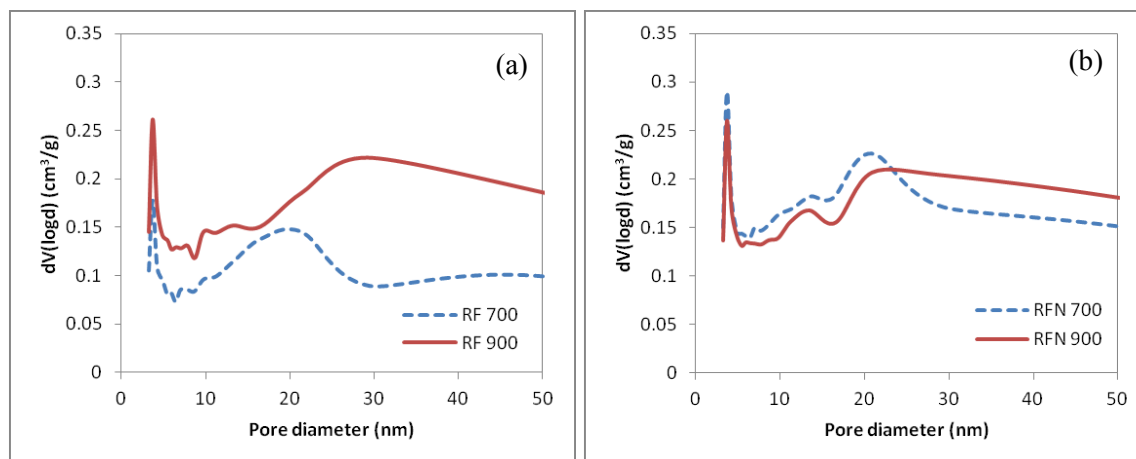 (a)
dV(logd) (cm³/g)
0.35
0.3
0.25
0.2
0.15
0.1
0.05
0
0 10 20 30 40 50
Pore diameter (nm)
RF 700
RF 900
(b)
dV(logd) (cm³/g)
0.35
0.3
0.25
0.2
0.15
0.1
0.05
0
0 10 20 30 40 50
Pore diameter (nm)
RFN 700
RFN 900